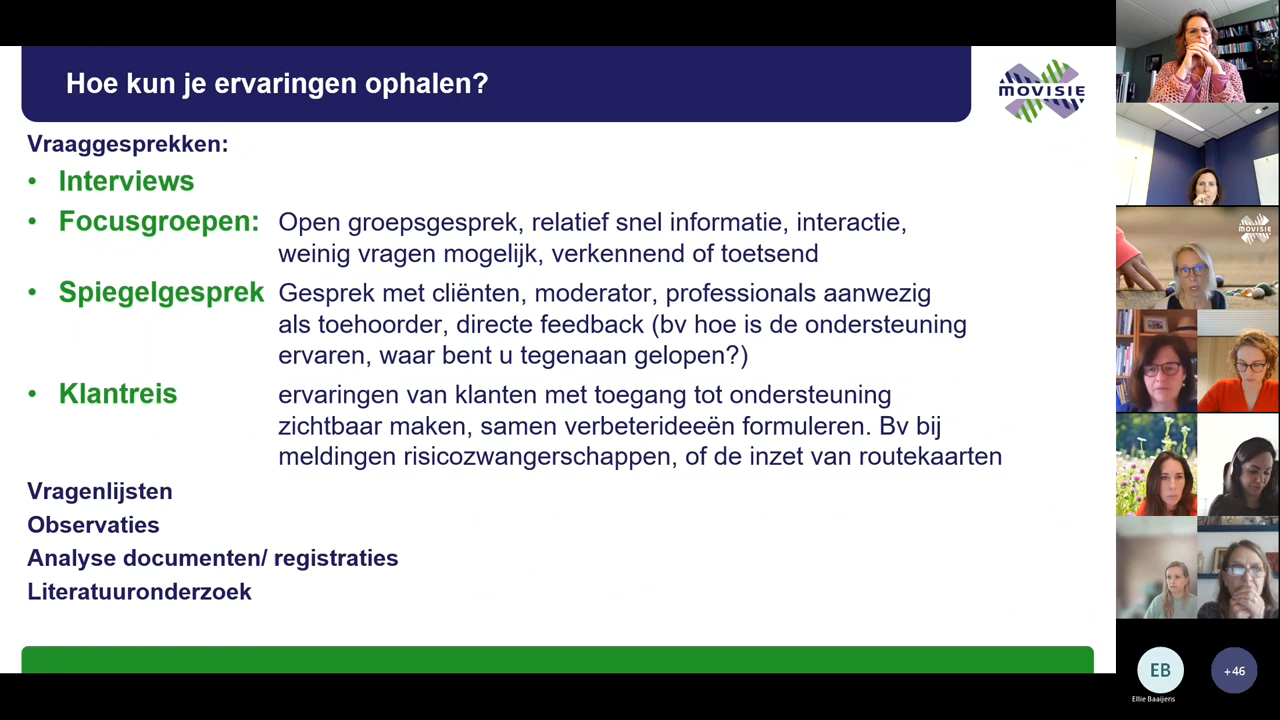 Hoe kun je ervaringen ophalen?
MOVISIE
Vraaggesprekken:
• Interviews
• Focusgroepen: Open groepsgesprek, relatief snel informatie, interactie,
weinig vragen mogelijk, verkennend of toetsend
• Spiegelgesprek Gesprek met cliënten, moderator, professionals aanwezig
als toehoorder, directe feedback (bv hoe is de ondersteuning
ervaren, waar bent u tegenaan gelopen?)
• Klantreis ervaringen van klanten met toegang tot ondersteuning
zichtbaar maken, samen verbeterideeën formuleren. Bv bij
meldingen risicozwangerschappen, of de inzet van routekaarten
Vragenlijsten
Observaties
Analyse documenten/ registraties
Literatuuronderzoek
MOVISIE
EB
Ellie Baaijens
+46